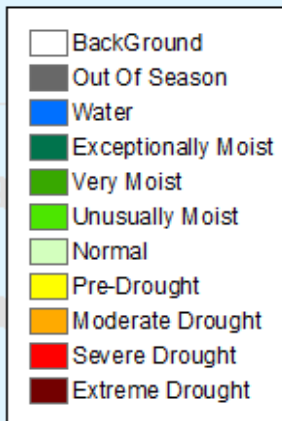 BackGround
Out Of Season
Water
Exceptionally Moist
Very Moist
Unusually Moist
Normal
Pre-Drought
Moderate Drought
Severe Drought
Extreme Drought